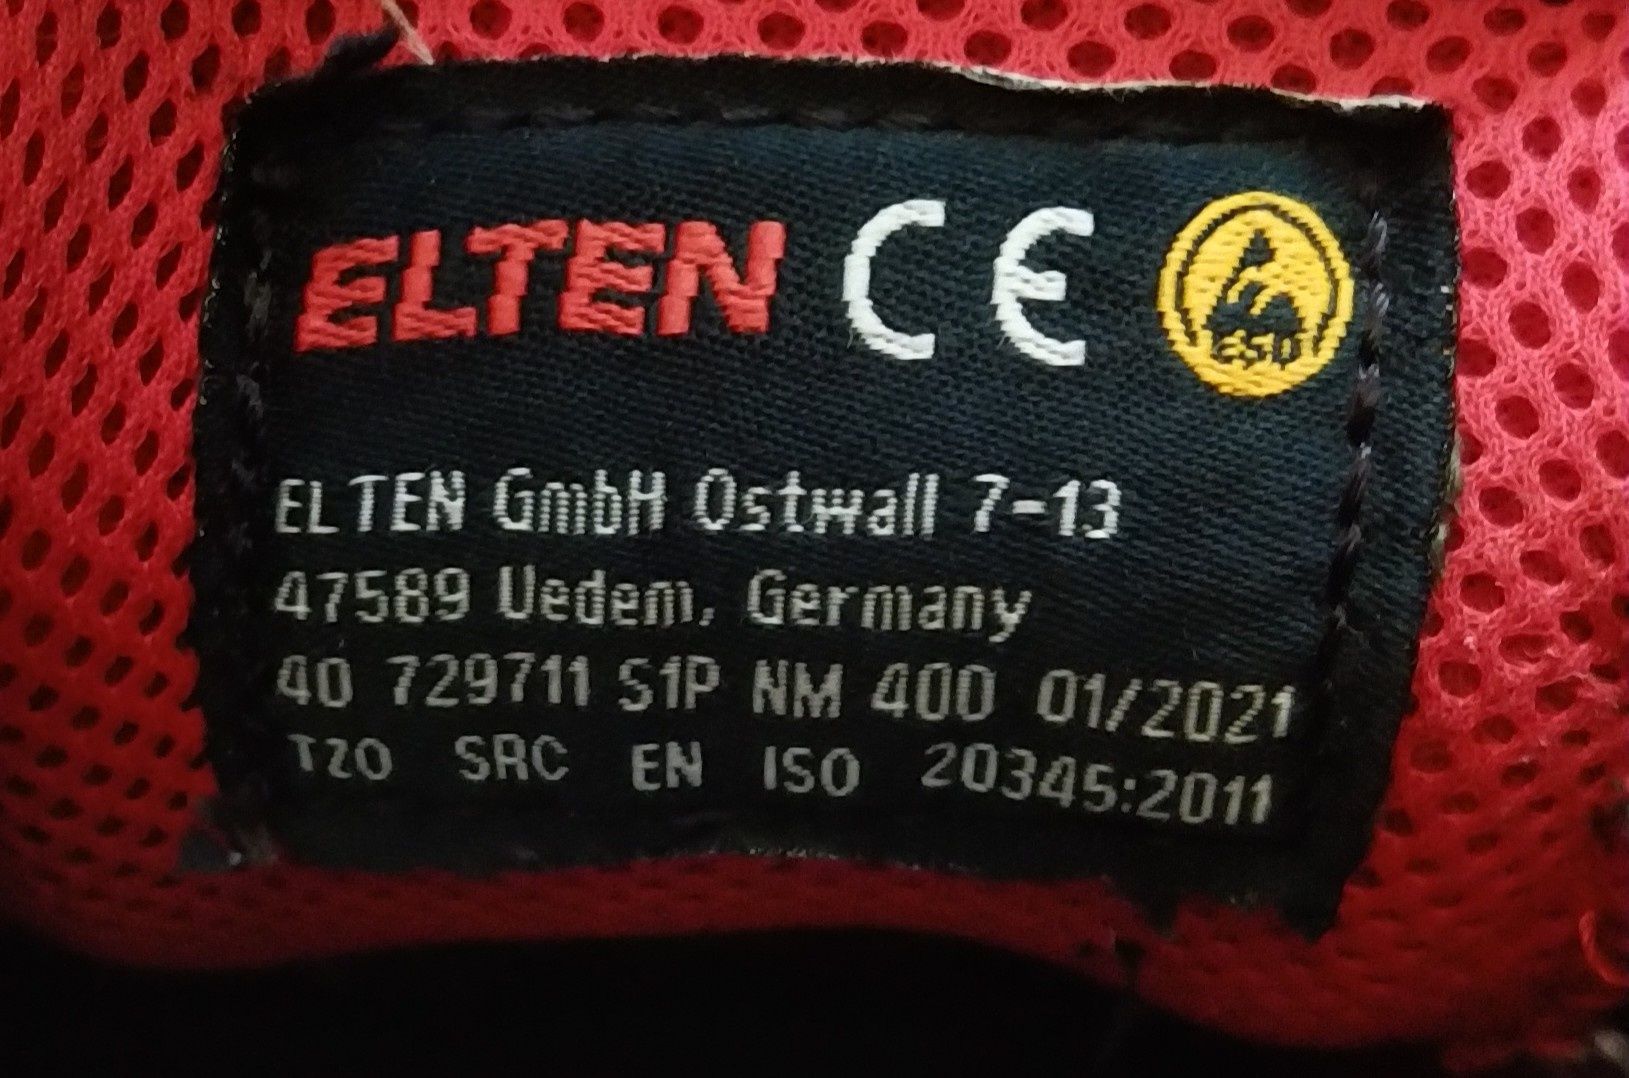 ELTEN CE ESD
ELTEN GmbH Ostwall 7-13
47589 Uedem, Germany
40 729711 S1P NM 400 01/2021
TZO SRC EN ISO 20345:2011